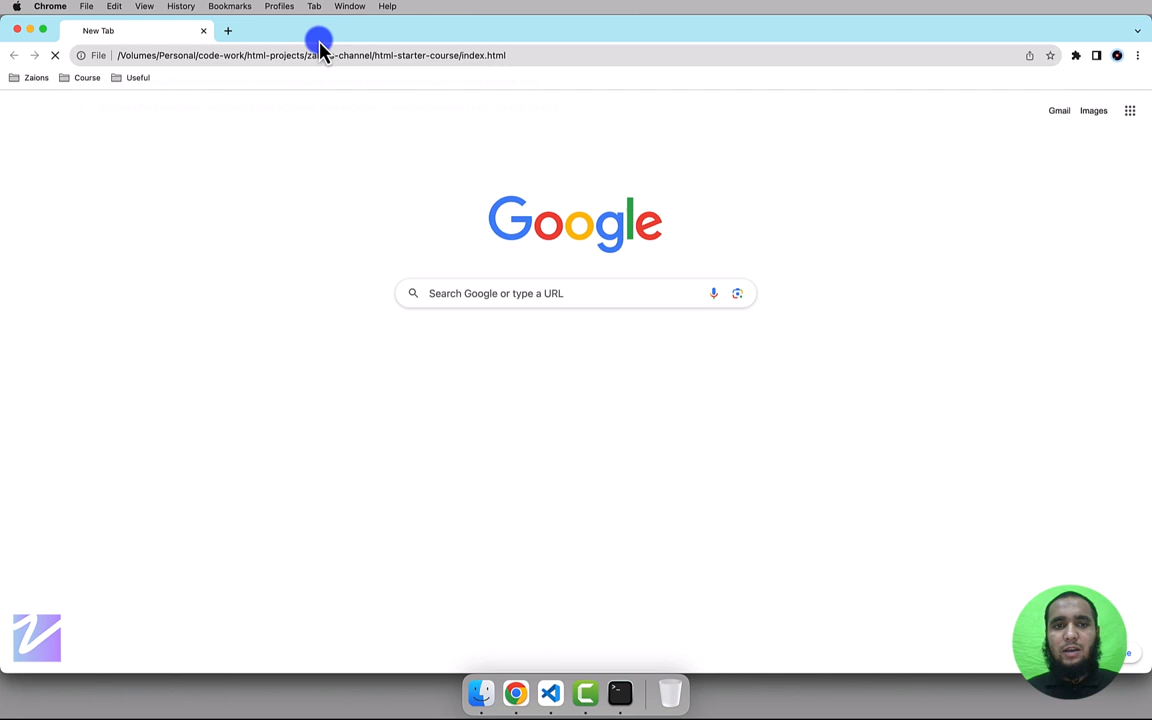 Chrome File Edit View History Bookmarks Profiles Tab Window Help
New Tab
File /Volumes/Personal/code-work/html-projects/ -channel/html-starter-course/index.html
Zaions Course Useful
Gmail Images
Google
Search Google or type a URL